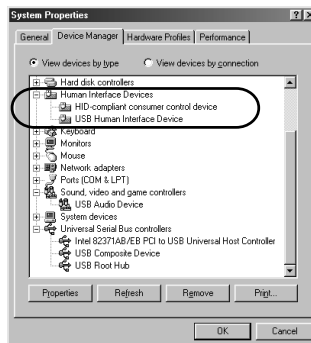 System Properties
General Device Manager Hardware Profiles Performance
View devices by type View devices by connection
Hard disk controllers
Human Interface Devices
HID-compliant consumer control device
USB Human Interface Device
Keyboard
Monitors
Mouse
Network adapters
Ports (COM & LPT)
Sound, video and game controllers
USB Audio Device
System devices
Universal Serial Bus controllers
Intel 82371AB/EB PCI to USB Universal Host Controller
USB Composite Device
USB Root Hub
Properties Refresh Remove Print...
OK Cancel